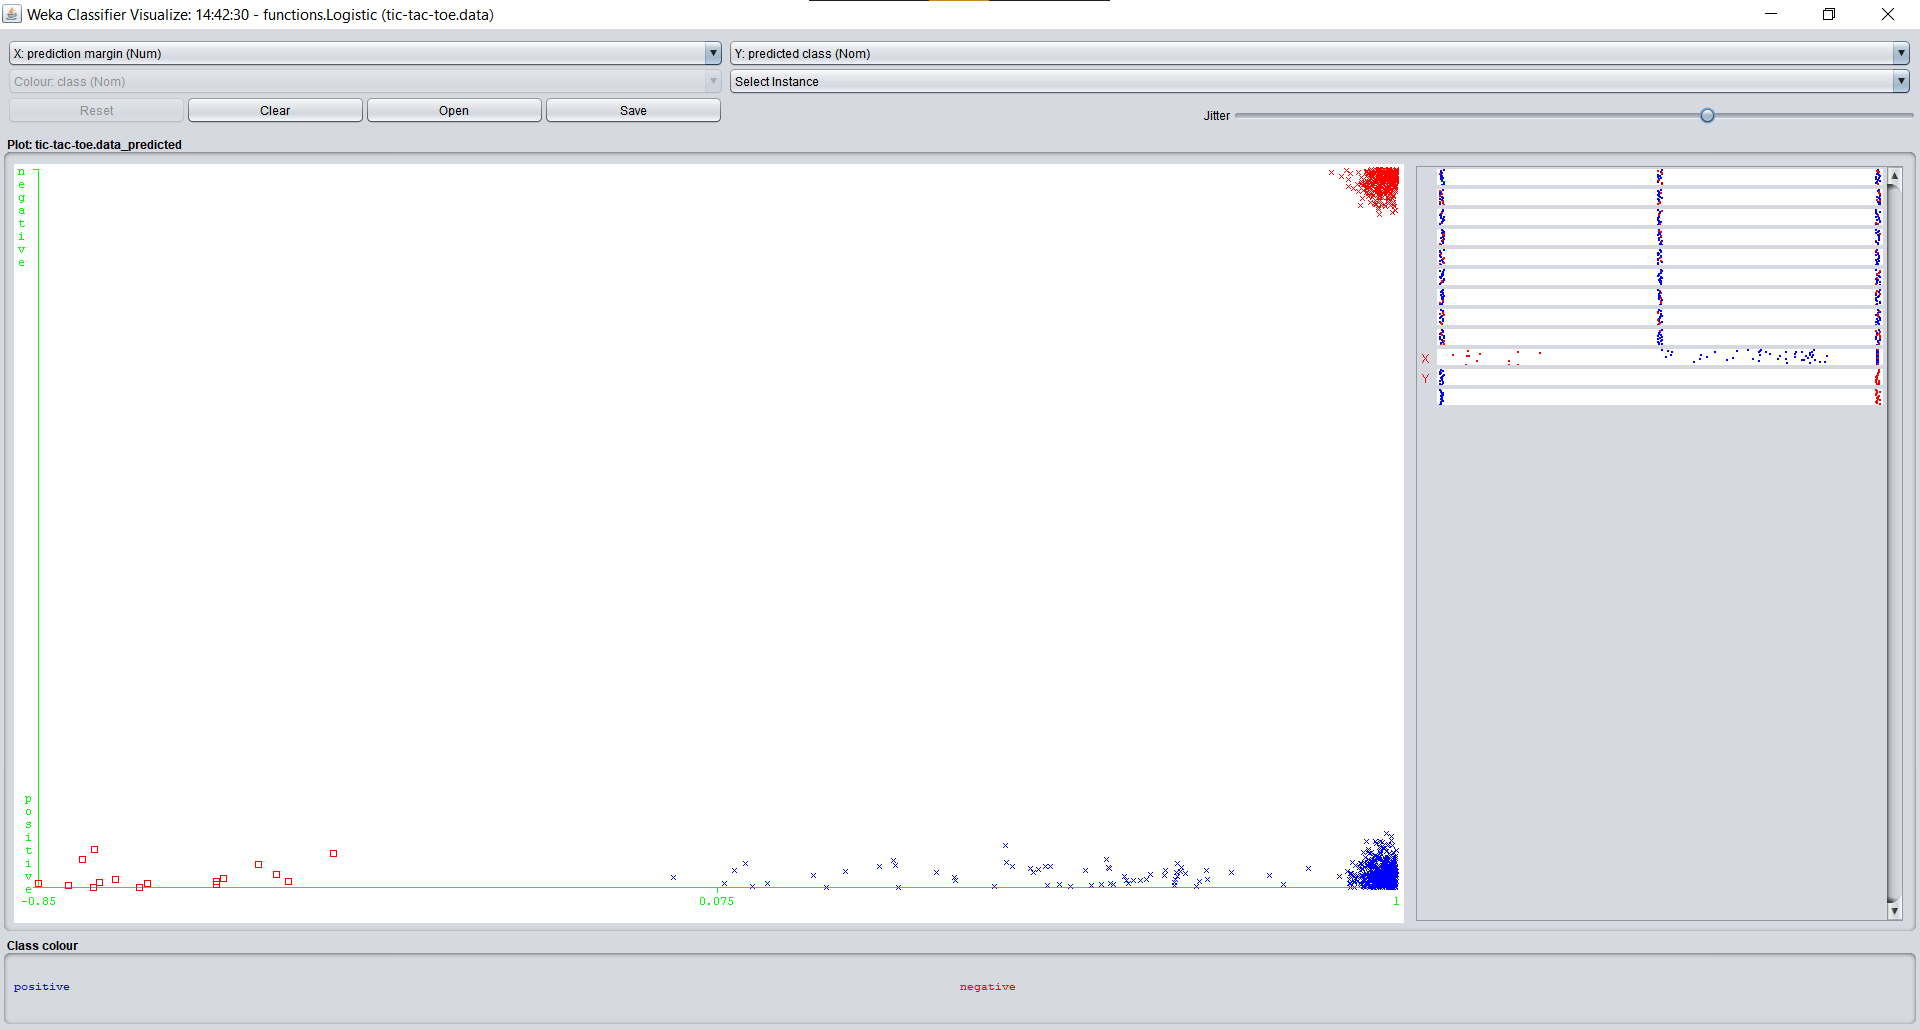 Weka Classifier Visualize: 14:42:30 - functions.Logistic (tic-tac-toe.data)
X: prediction margin (Num)
Y: predicted class (Nom)
Colour: class (Nom)
Select Instance
Reset
Clear
Open
Save
Jitter
Plot: tic-tac-toe.data_predicted
negative
positive
-0.85
0.075
1
X
Y
Class colour
positive
negative